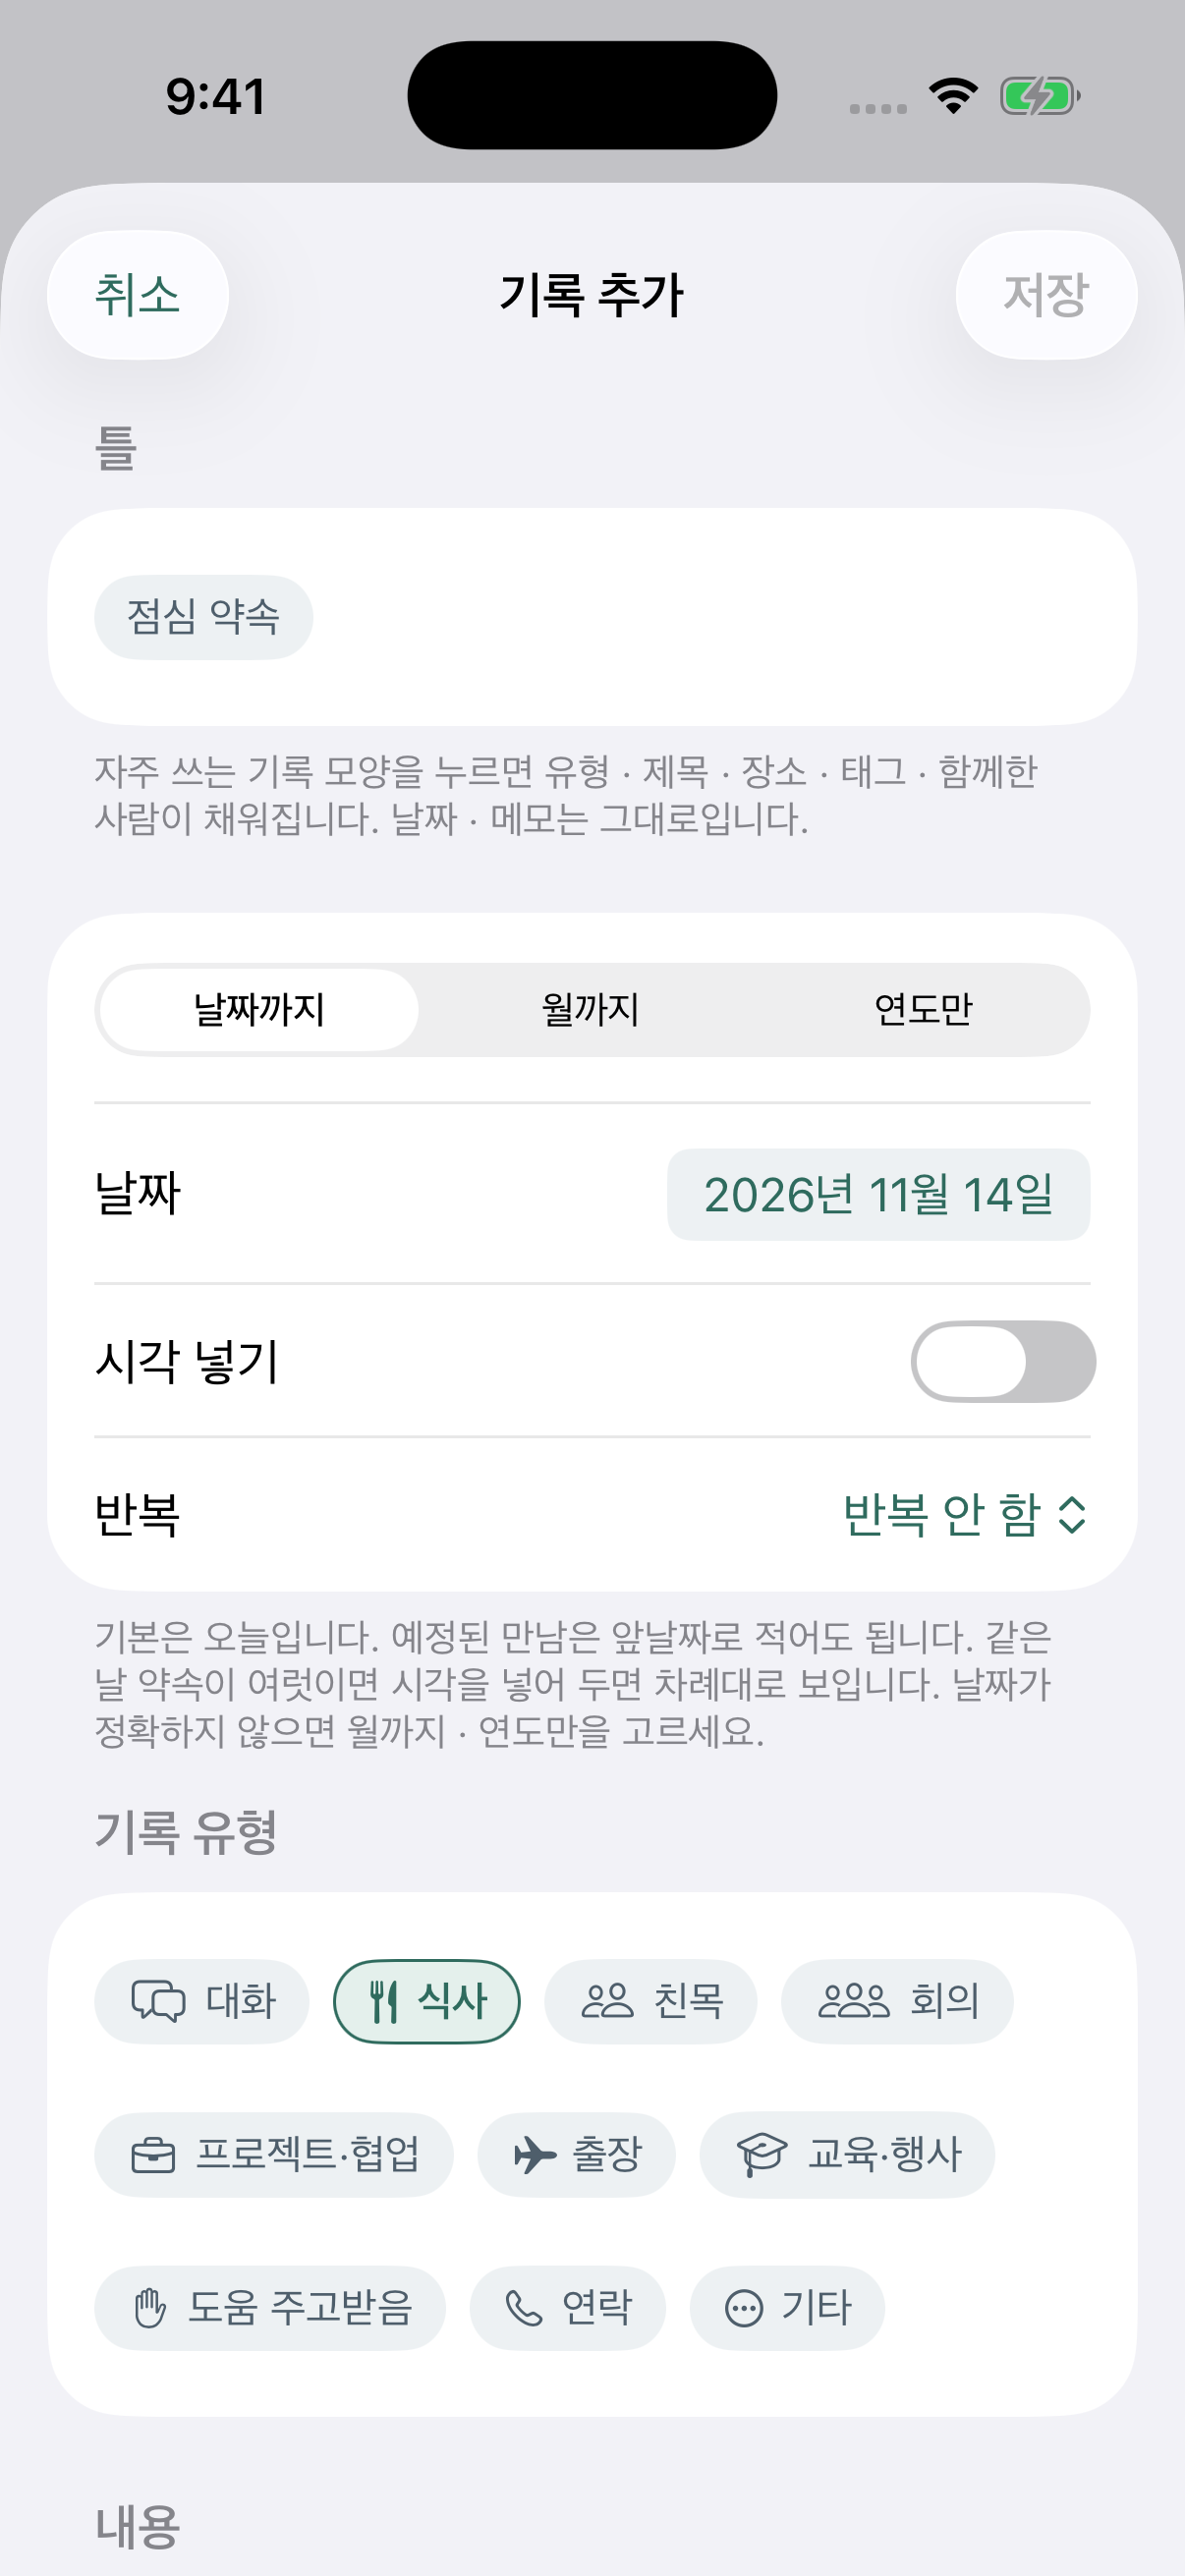 9:41
취소
기록 추가
저장
틀
점심 약속
자주 쓰는 기록 모양을 누르면 유형 · 제목 · 장소 · 태그 · 함께한
사람이 채워집니다. 날짜 · 메모는 그대로입니다.
날짜까지
월까지
연도만
날짜
2026년 11월 14일
시각 넣기
반복
반복 안 함
기본은 오늘입니다. 예정된 만남은 앞날짜로 적어도 됩니다. 같은
날 약속이 여럿이면 시각을 넣어 두면 차례대로 보입니다. 날짜가
정확하지 않으면 월까지 · 연도만을 고르세요.
기록 유형
대화
식사
친목
회의
프로젝트·협업
출장
교육·행사
도움 주고받음
연락
기타
내용